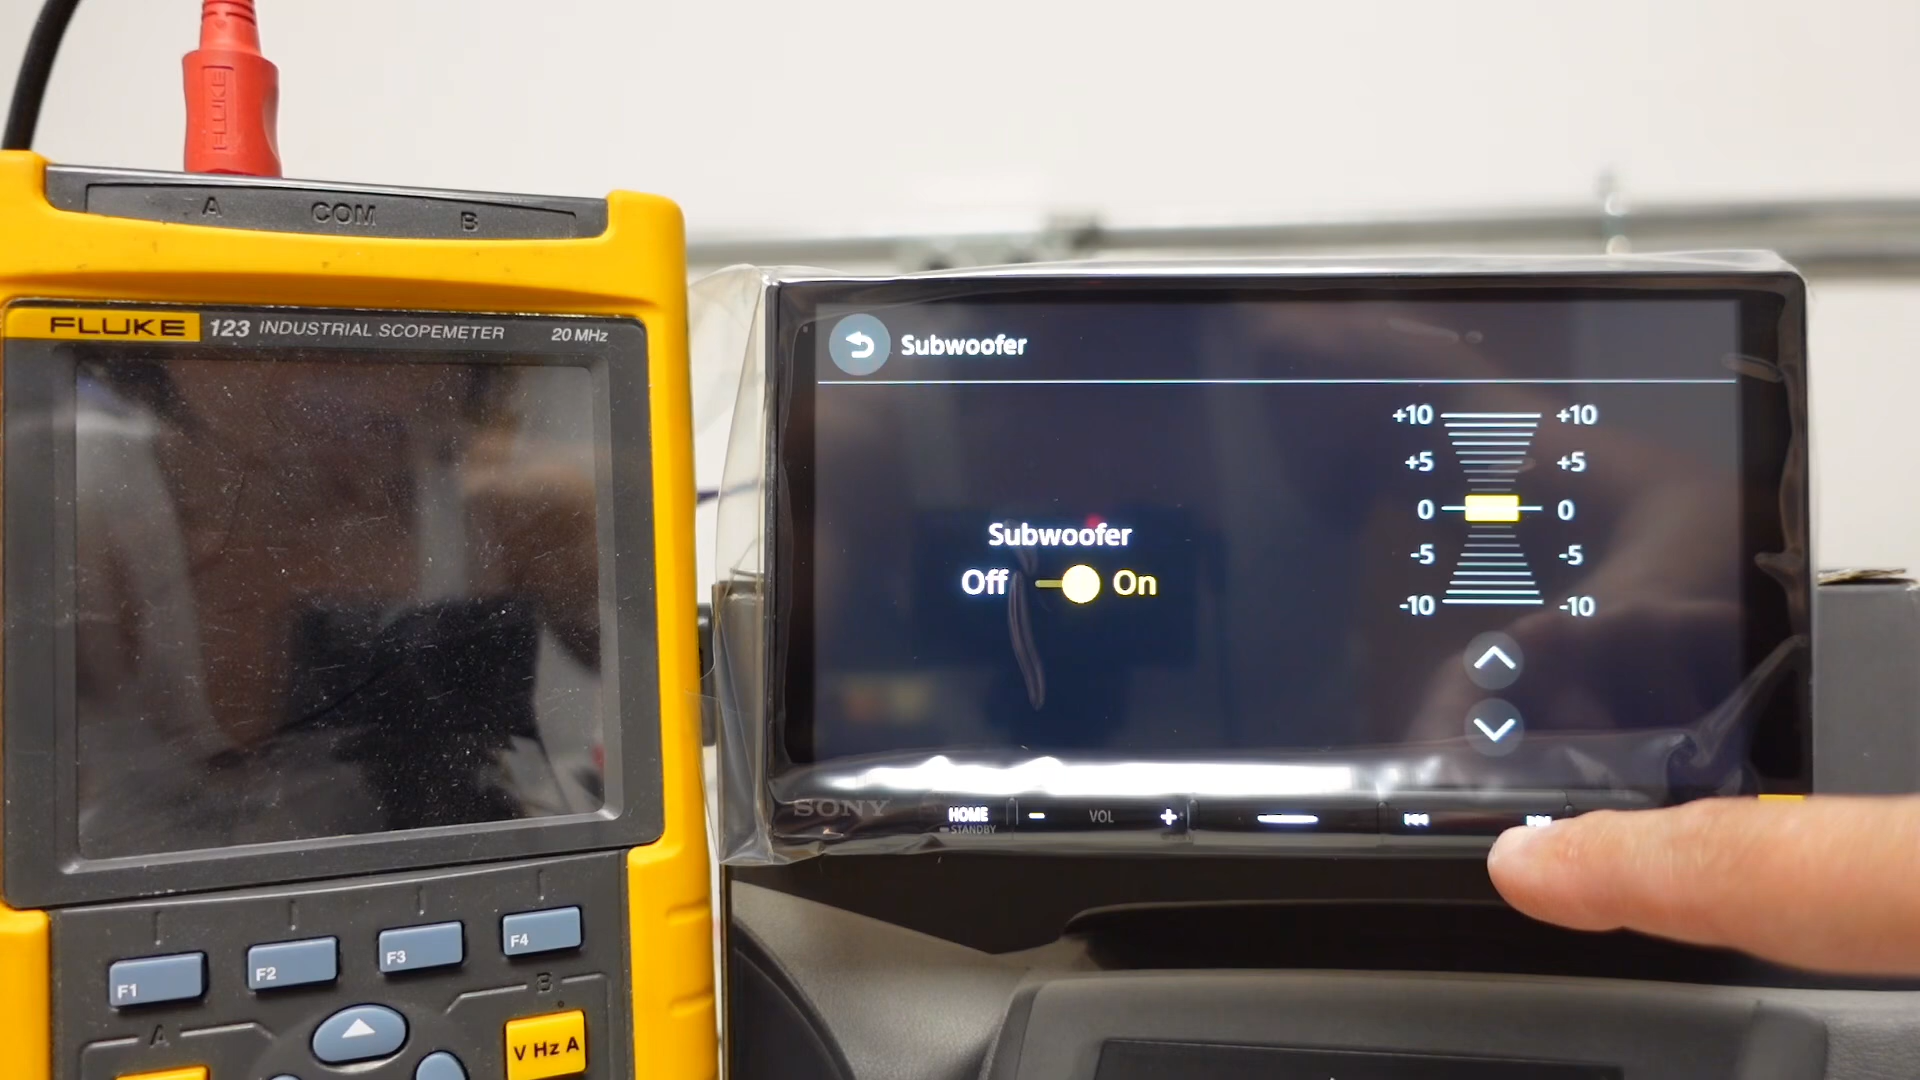 FLUKE
A COM B
FLUKE 123 INDUSTRIAL SCOPEMETER 20 MHz
F1 F2 F3 F4
A B
V Hz A
Subwoofer
Subwoofer
Off On
+10 +10
+5 +5
0 0
-5 -5
-10 -10
SONY HOME - VOL +
STANDBY